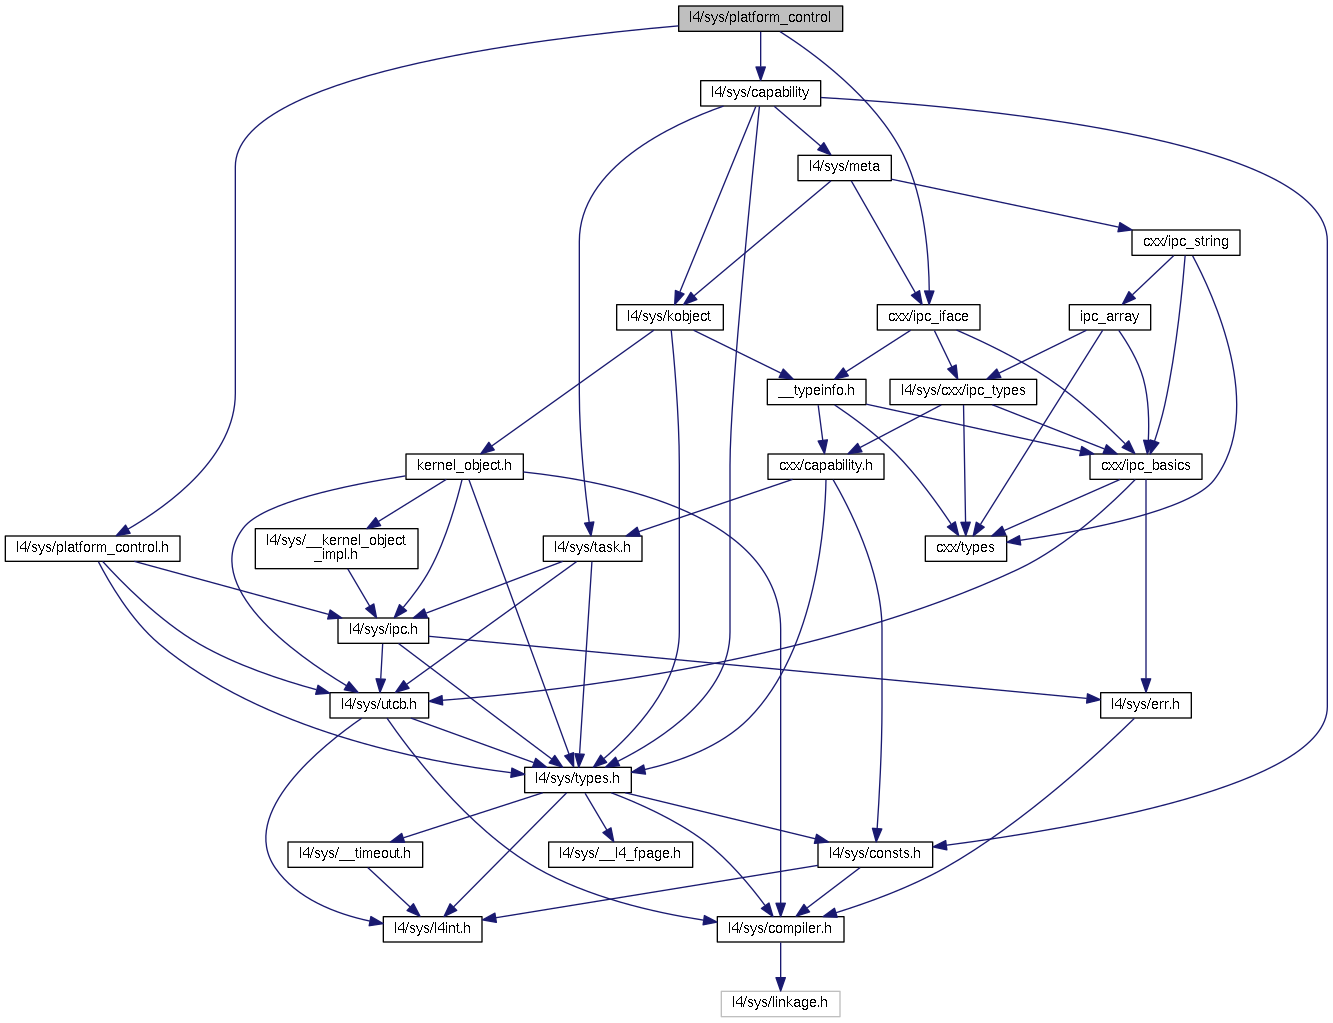 l4/sys/platform_control
l4/sys/capability
l4/sys/meta
cxx/ipc_string
l4/sys/kobject
cxx/ipc_iface
ipc_array
__typeinfo.h
l4/sys/cxx/ipc_types
kernel_object.h
cxx/capability.h
cxx/ipc_basics
l4/sys/platform_control.h
l4/sys/__kernel_object
_impl.h
l4/sys/task.h
cxx/types
l4/sys/ipc.h
l4/sys/utcb.h
l4/sys/err.h
l4/sys/types.h
l4/sys/__timeout.h
l4/sys/__l4_fpage.h
l4/sys/consts.h
l4/sys/l4int.h
l4/sys/compiler.h
l4/sys/linkage.h